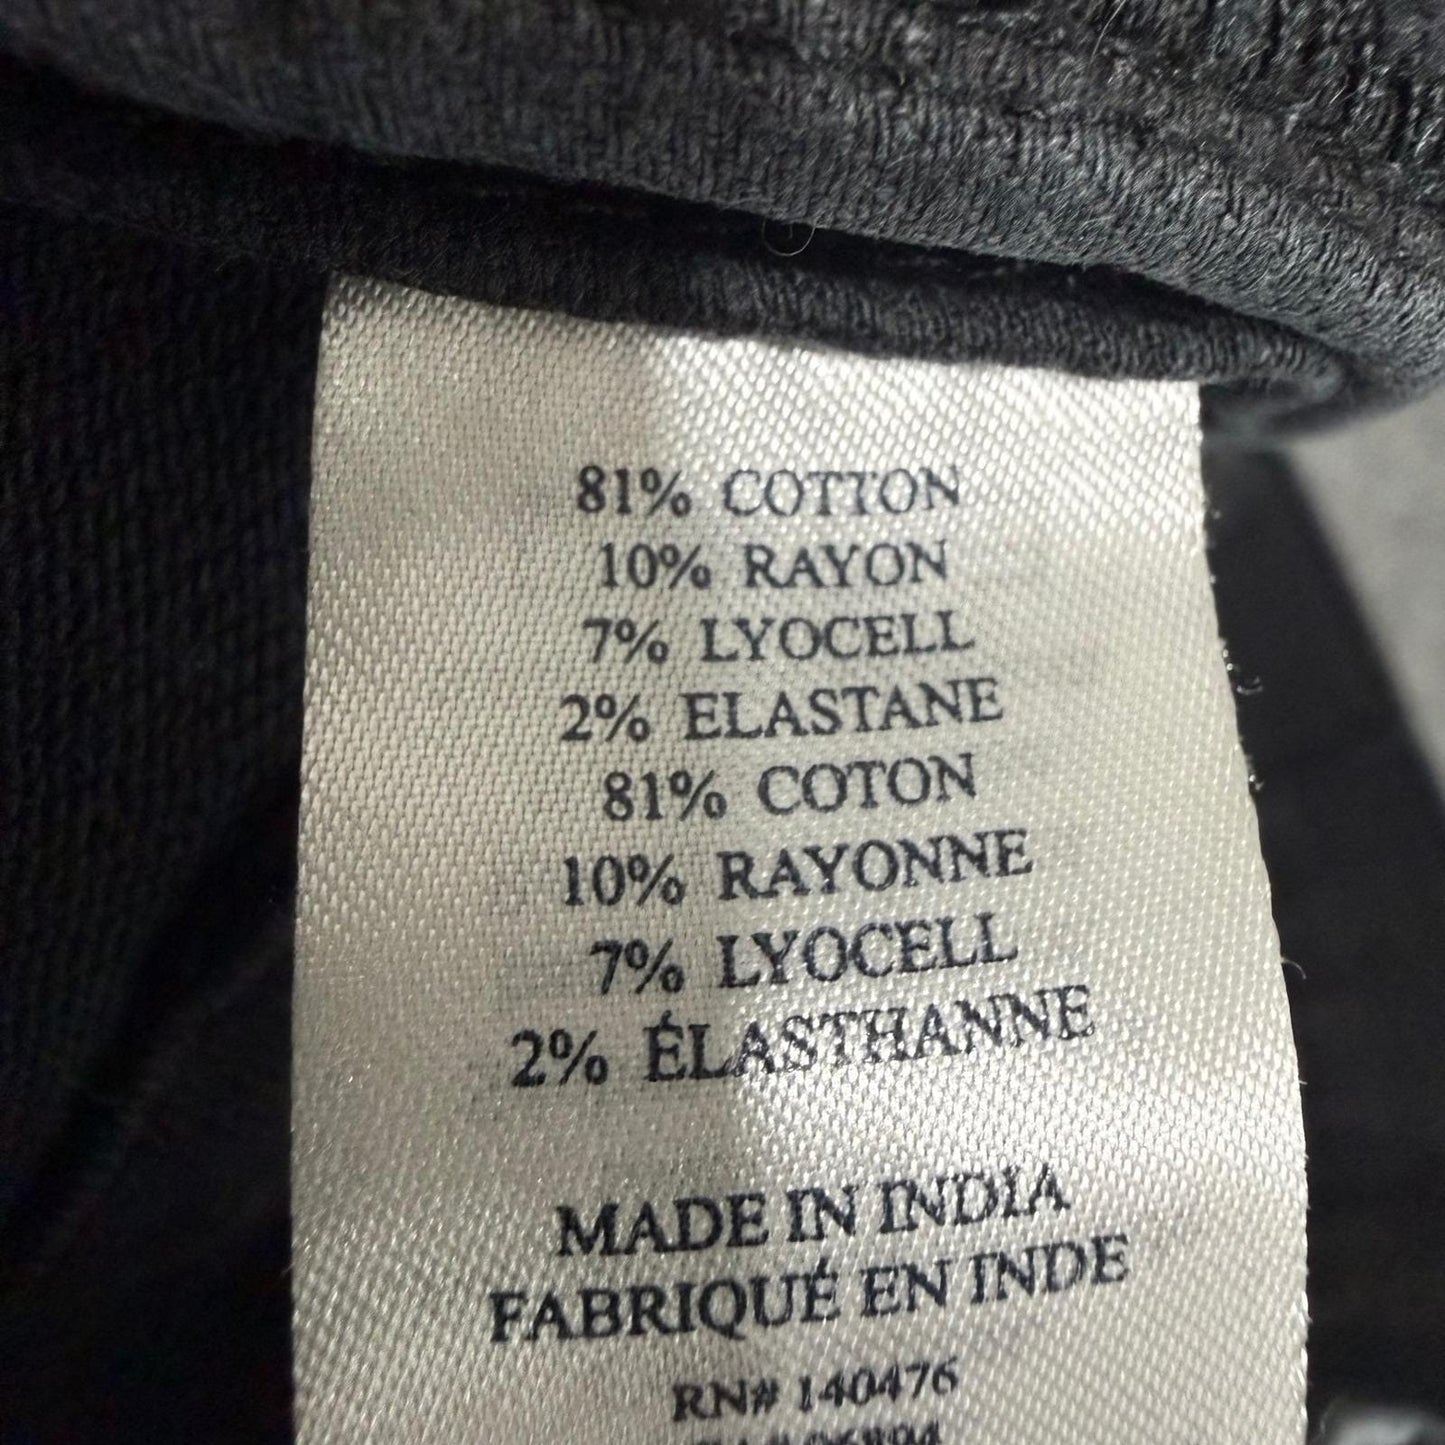 81% COTTON
10% RAYON
7% LYOCELL
2% ELASTANE
81% COTON
10% RAYONNE
7% LYOCELL
2% ÉLASTHANNE
MADE IN INDIA
FABRIQUÉ EN INDE
RN# 140476